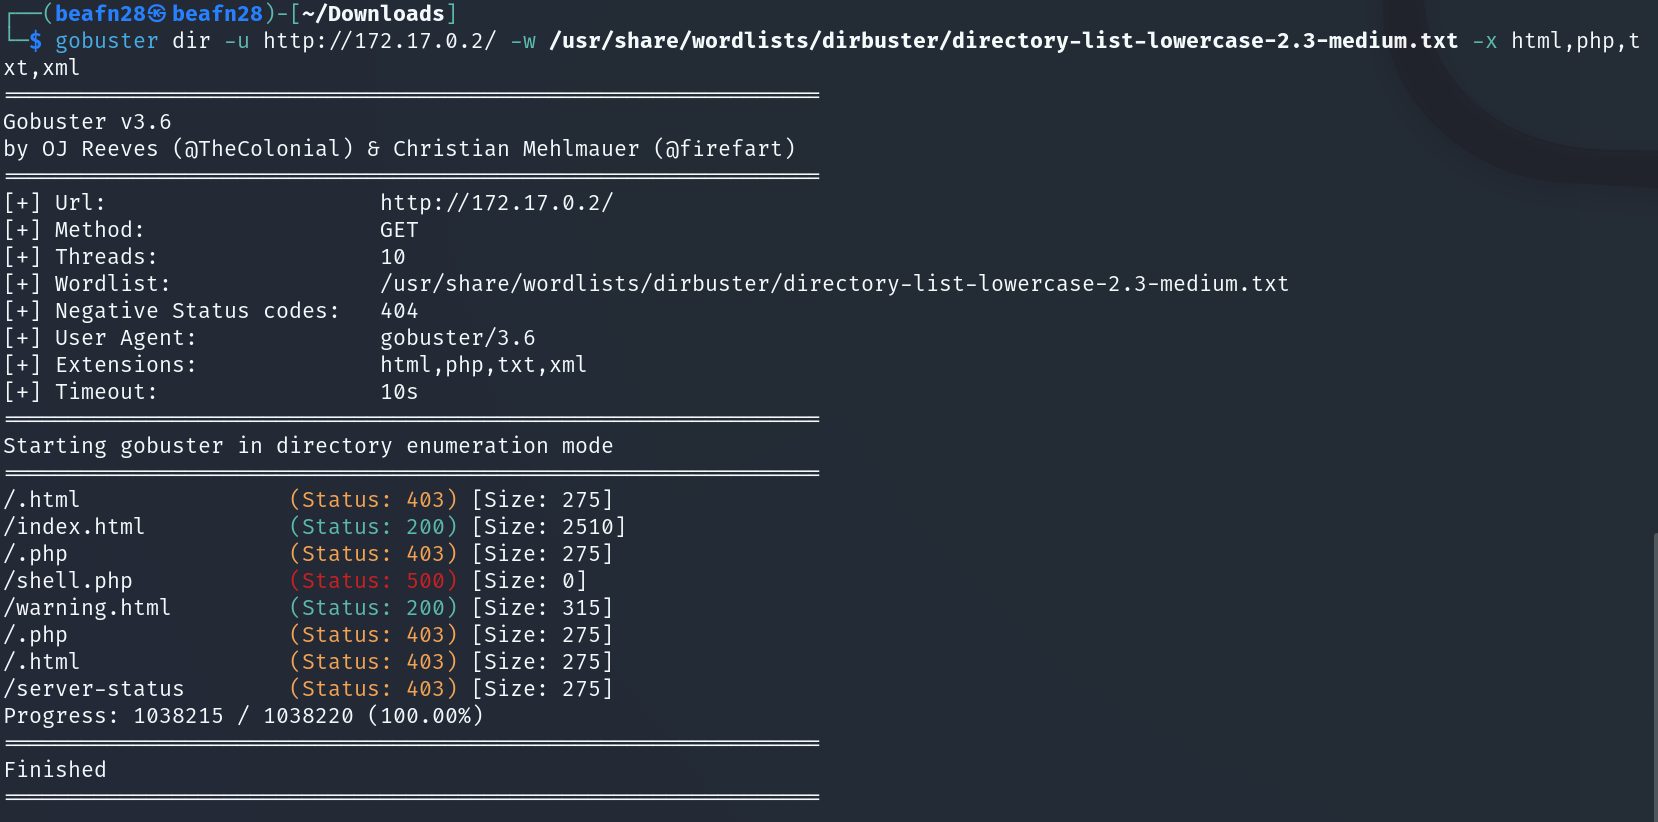 ┌──(beafn28㉿beafn28)-[~/Downloads]
└─$ gobuster dir -u http://172.17.0.2/ -w /usr/share/wordlists/dirbuster/directory-list-lowercase-2.3-medium.txt -x html,php,t
xt,xml
===============================================================
Gobuster v3.6
by OJ Reeves (@TheColonial) & Christian Mehlmauer (@firefart)
===============================================================
[+] Url:                     http://172.17.0.2/
[+] Method:                  GET
[+] Threads:                 10
[+] Wordlist:                /usr/share/wordlists/dirbuster/directory-list-lowercase-2.3-medium.txt
[+] Negative Status codes:   404
[+] User Agent:              gobuster/3.6
[+] Extensions:              html,php,txt,xml
[+] Timeout:                 10s
===============================================================
Starting gobuster in directory enumeration mode
===============================================================
/.html                (Status: 403) [Size: 275]
/index.html           (Status: 200) [Size: 2510]
/.php                 (Status: 403) [Size: 275]
/shell.php            (Status: 500) [Size: 0]
/warning.html         (Status: 200) [Size: 315]
/.php                 (Status: 403) [Size: 275]
/.html                (Status: 403) [Size: 275]
/server-status        (Status: 403) [Size: 275]
Progress: 1038215 / 1038220 (100.00%)
===============================================================
Finished
===============================================================